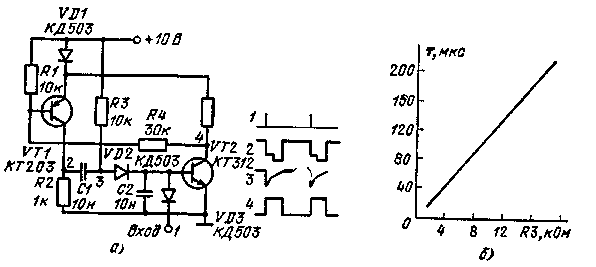 VD1
КД503
+10В
R1
10к
R3
10к
R4
30к
4
VT1
КТ203
2
C1
10н
3
VD2
КД503
VT2
КТ312
R2
1к
C2
10н
Вход
1
VD3
КД503
а)
1
2
3
4
τ, мкс
200
150
120
80
40
0
4 8 12 R3, кОм
б)